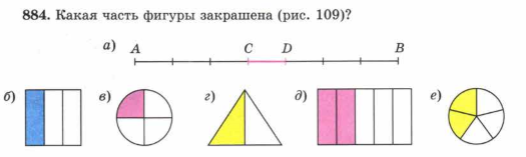 884. Какая часть фигуры закрашена (рис. 109)?
а) A C D B
б) в) г) д) е)